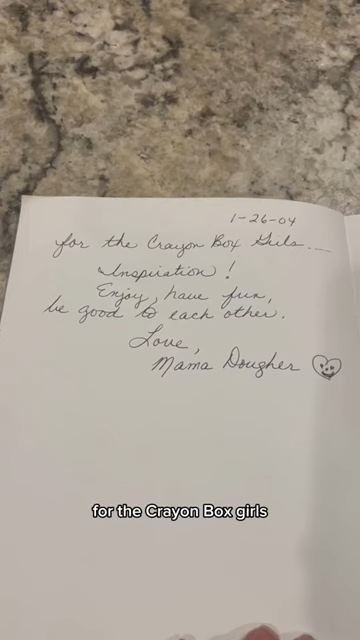 1-26-04
for the Crayon Box Girls....
Inspiration!
Enjoy, have fun,
be good to each other.
Love,
Mama Dougher
for the Crayon Box girls